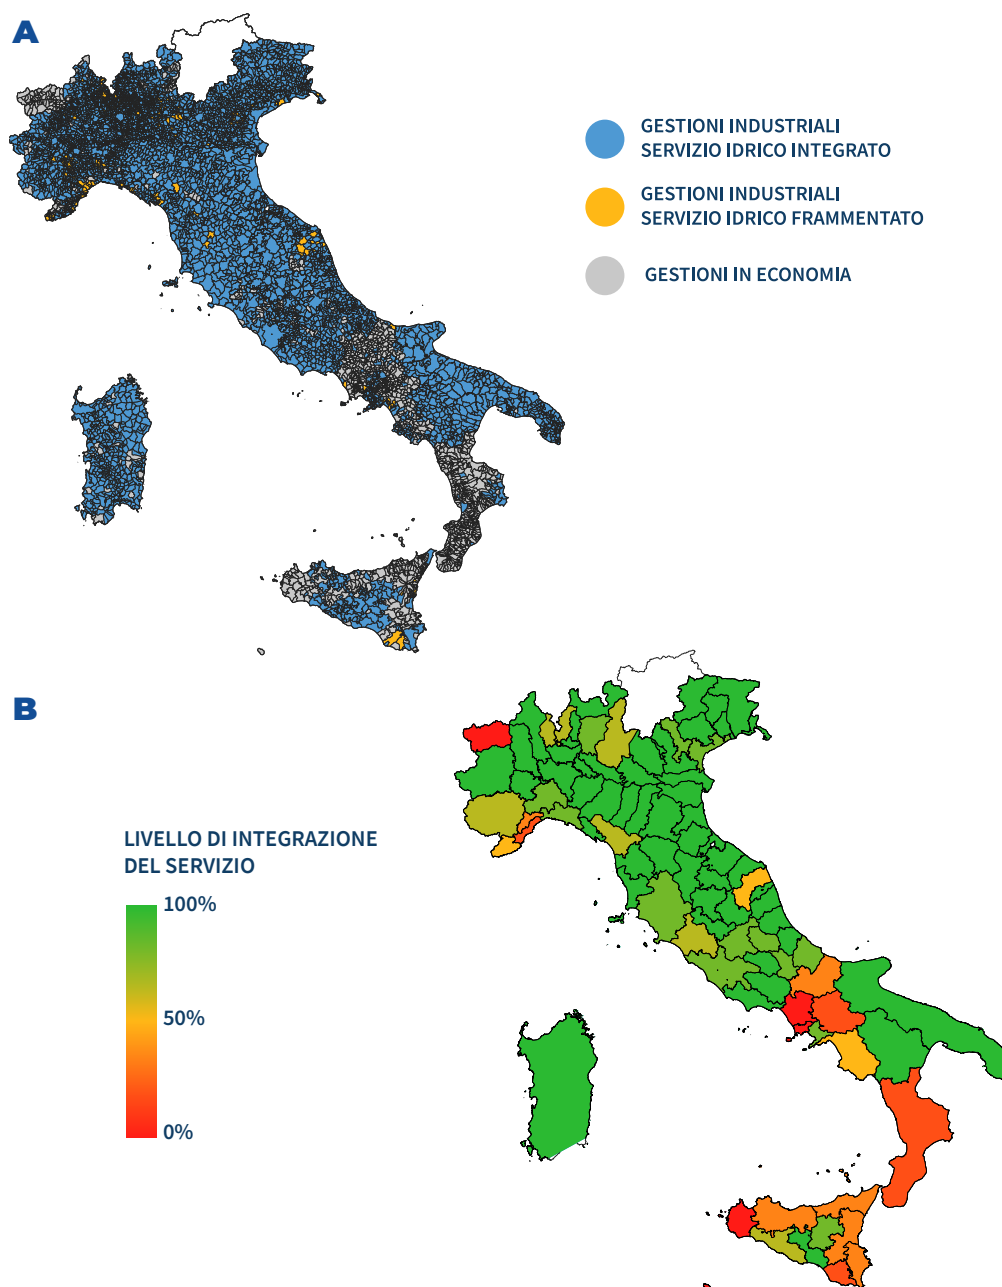 A
GESTIONI INDUSTRIALI
SERVIZIO IDRICO INTEGRATO
GESTIONI INDUSTRIALI
SERVIZIO IDRICO FRAMMENTATO
GESTIONI IN ECONOMIA
B
LIVELLO DI INTEGRAZIONE
DEL SERVIZIO
100%
50%
0%